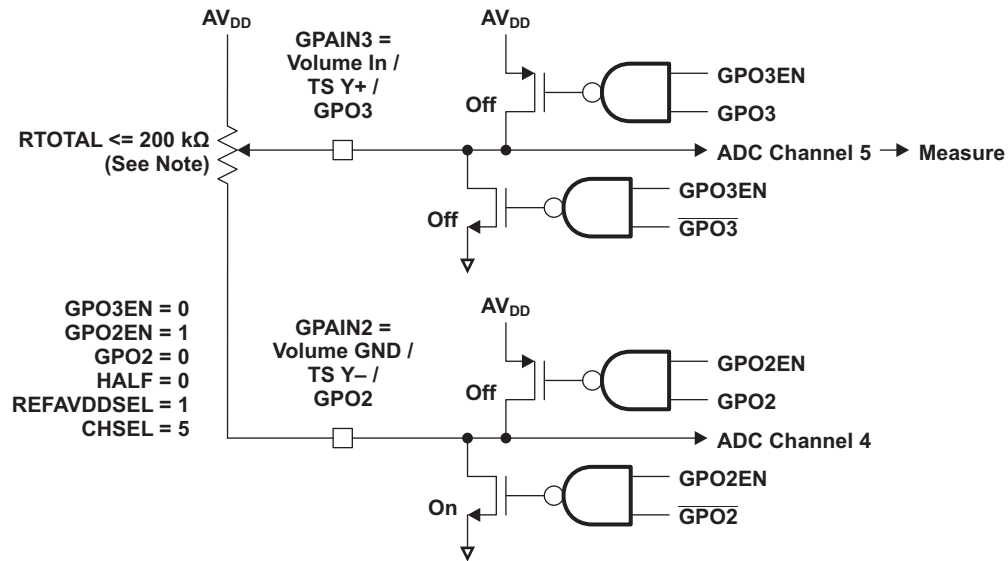 AVDD
GPAIN3 =
Volume In /
TS Y+ /
GPO3
AVDD
GPO3EN
GPO3
Off
RTOTAL <= 200 kΩ
(See Note)
ADC Channel 5
Measure
GPO3EN
GPO3
Off
GPO3EN = 0
GPO2EN = 1
GPO2 = 0
HALF = 0
REFAVDDSEL = 1
CHSEL = 5
GPAIN2 =
Volume GND /
TS Y– /
GPO2
AVDD
GPO2EN
GPO2
Off
ADC Channel 4
GPO2EN
GPO2
On